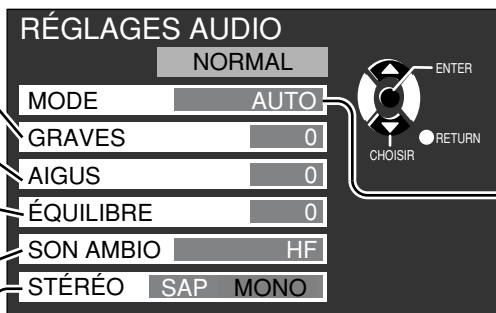 RÉGLAGES AUDIO
NORMAL
MODE AUTO
GRAVES 0
AIGUS 0
ÉQUILIBRE 0
SON AMBIO HF
STÉRÉO SAP MONO
ENTER
RETURN
CHOISIR